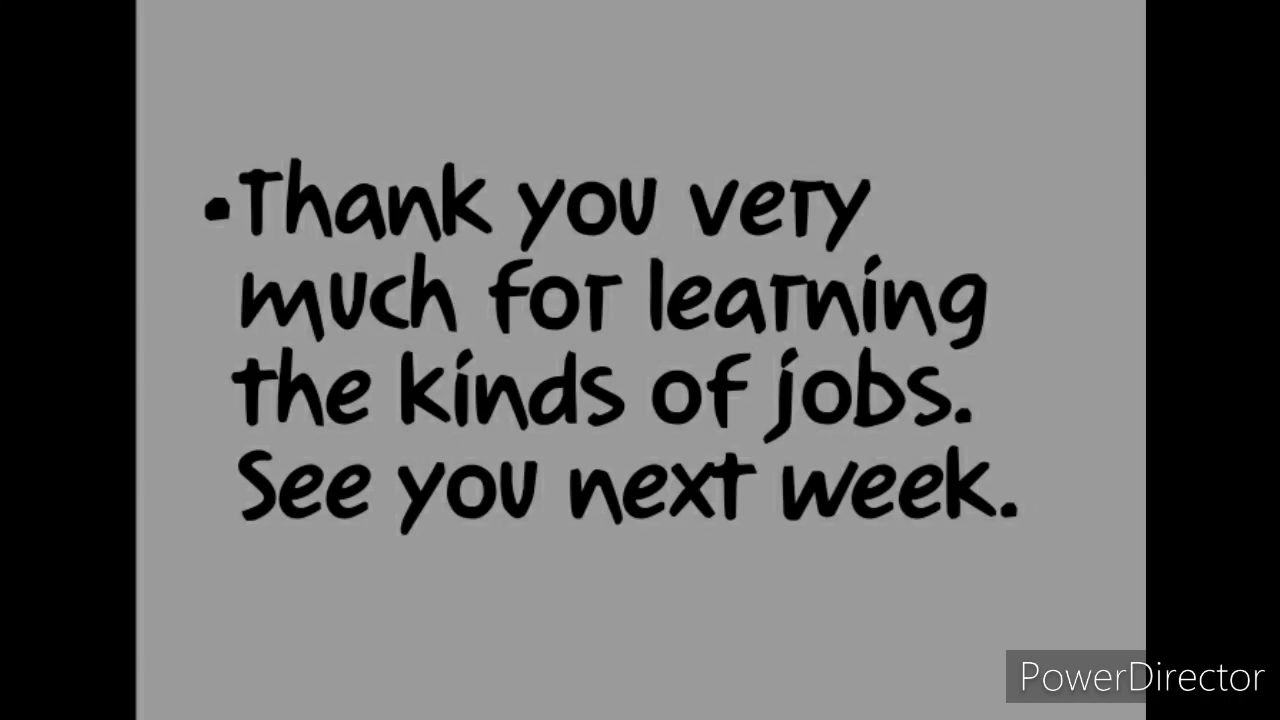 •Thank you very
much for learning
the kinds of jobs.
See you next week.
PowerDirector